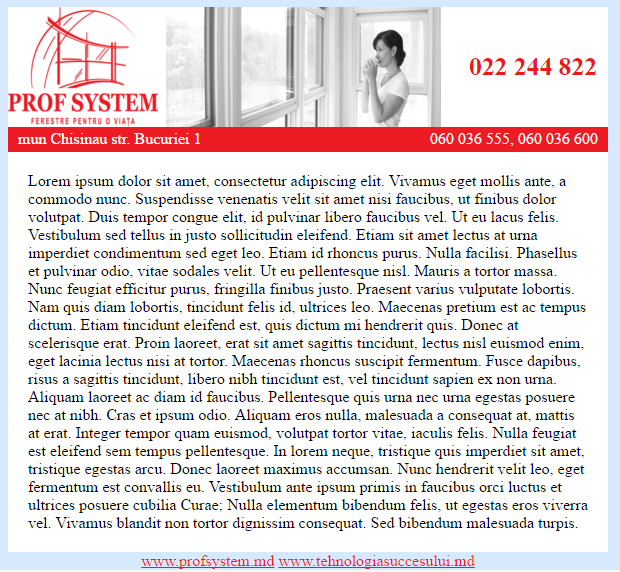 PROF SYSTEM
FERESTRE PENTRU O VIAȚA
022 244 822
mun Chisinau str. Bucuriei 1
060 036 555, 060 036 600
Lorem ipsum dolor sit amet, consectetur adipiscing elit. Vivamus eget mollis ante, a
commodo nunc. Suspendisse venenatis velit sit amet nisi faucibus, ut finibus dolor
volutpat. Duis tempor congue elit, id pulvinar libero faucibus vel. Ut eu lacus felis.
Vestibulum sed tellus in justo sollicitudin eleifend. Etiam sit amet lectus at urna
imperdiet condimentum sed eget leo. Etiam id rhoncus purus. Nulla facilisi. Phasellus
et pulvinar odio, vitae sodales velit. Ut eu pellentesque nisl. Mauris a tortor massa.
Nunc feugiat efficitur purus, fringilla finibus justo. Praesent varius vulputate lobortis.
Nam quis diam lobortis, tincidunt felis id, ultrices leo. Maecenas pretium est ac tempus
dictum. Etiam tincidunt eleifend est, quis dictum mi hendrerit quis. Donec at
scelerisque erat. Proin laoreet, erat sit amet sagittis tincidunt, lectus nisl euismod enim,
eget lacinia lectus nisi at tortor. Maecenas rhoncus suscipit fermentum. Fusce dapibus,
risus a sagittis tincidunt, libero nibh tincidunt est, vel tincidunt sapien ex non urna.
Aliquam laoreet ac diam id faucibus. Pellentesque quis urna nec urna egestas posuere
nec at nibh. Cras et ipsum odio. Aliquam eros nulla, malesuada a consequat at, mattis
at erat. Integer tempor quam euismod, volutpat tortor vitae, iaculis felis. Nulla feugiat
est eleifend sem tempus pellentesque. In lorem neque, tristique quis imperdiet sit amet,
tristique egestas arcu. Donec laoreet maximus accumsan. Nunc hendrerit velit leo, eget
fermentum est convallis eu. Vestibulum ante ipsum primis in faucibus orci luctus et
ultrices posuere cubilia Curae; Nulla elementum bibendum felis, ut egestas eros viverra
vel. Vivamus blandit non tortor dignissim consequat. Sed bibendum malesuada turpis.
www.profsystem.md www.tehnologiasuccesului.md